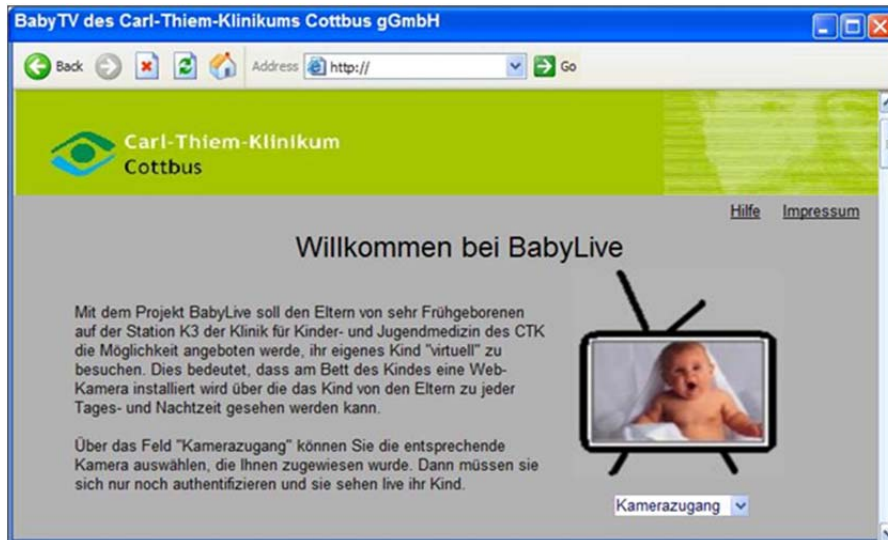 BabyTV des Carl-Thiem-Klinikums Cottbus gGmbH
Back Address http:// Go
Carl-Thiem-Klinikum
Cottbus
Hilfe Impressum
Willkommen bei BabyLive
Mit dem Projekt BabyLive soll den Eltern von sehr Frühgeborenen
auf der Station K3 der Klinik für Kinder- und Jugendmedizin des CTK
die Möglichkeit angeboten werde, ihr eigenes Kind "virtuell" zu
besuchen. Dies bedeutet, dass am Bett des Kindes eine Web-
Kamera installiert wird über die das Kind von den Eltern zu jeder
Tages- und Nachtzeit gesehen werden kann.
Über das Feld "Kamerazugang" können Sie die entsprechende
Kamera auswählen, die Ihnen zugewiesen wurde. Dann müssen sie
sich nur noch authentifizieren und sie sehen live ihr Kind.
Kamerazugang